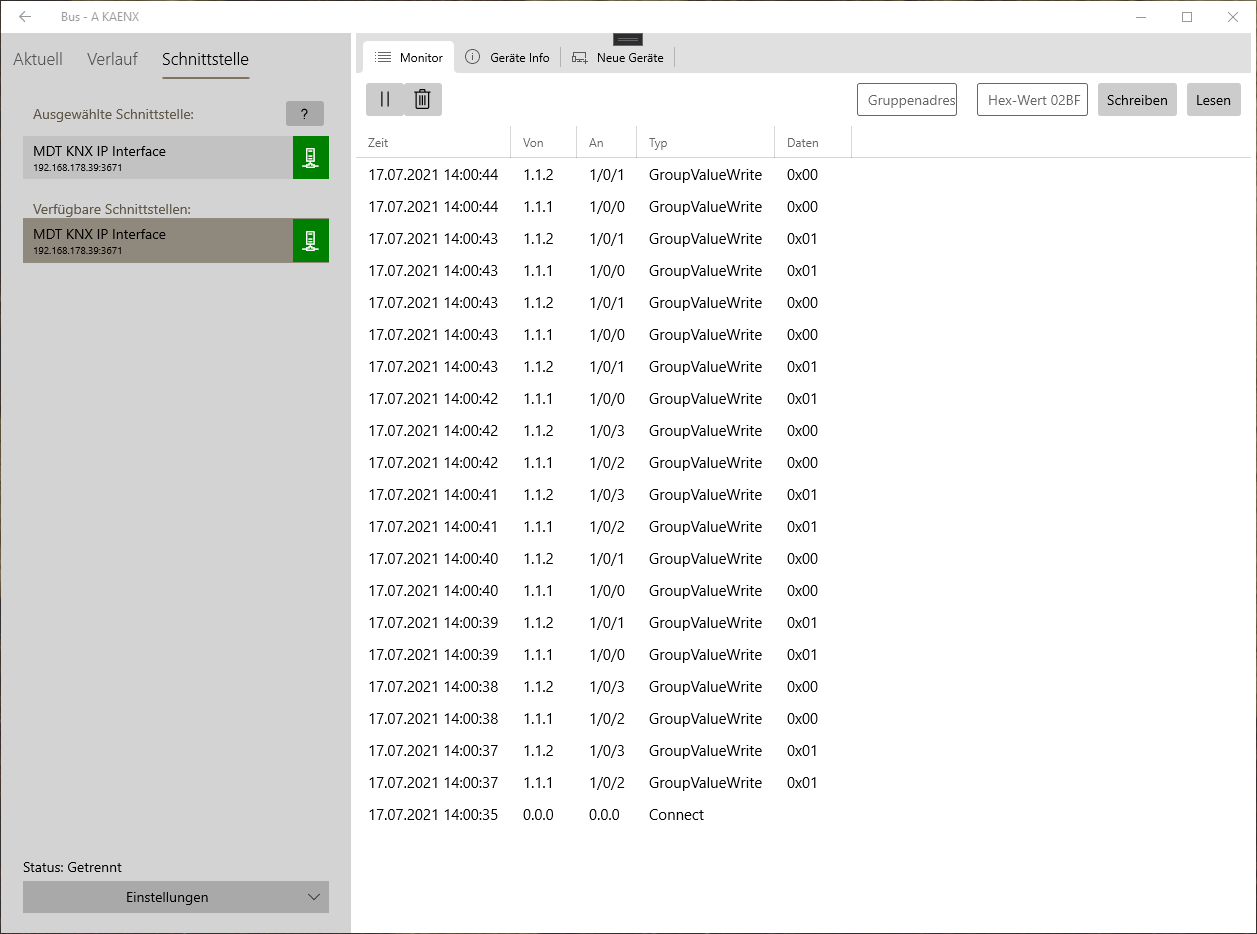 Bus - A KAENX
Aktuell Verlauf Schnittstelle
Ausgewählte Schnittstelle: ?
MDT KNX IP Interface
192.168.178.39:3671
Verfügbare Schnittstellen:
MDT KNX IP Interface
192.168.178.39:3671
Status: Getrennt
Einstellungen
Monitor Geräte Info Neue Geräte
Gruppenadres Hex-Wert 02BF Schreiben Lesen
Zeit Von An Typ Daten
17.07.2021 14:00:44 1.1.2 1/0/1 GroupValueWrite 0x00
17.07.2021 14:00:44 1.1.1 1/0/0 GroupValueWrite 0x00
17.07.2021 14:00:43 1.1.2 1/0/1 GroupValueWrite 0x01
17.07.2021 14:00:43 1.1.1 1/0/0 GroupValueWrite 0x01
17.07.2021 14:00:43 1.1.2 1/0/1 GroupValueWrite 0x00
17.07.2021 14:00:43 1.1.1 1/0/0 GroupValueWrite 0x00
17.07.2021 14:00:43 1.1.2 1/0/1 GroupValueWrite 0x01
17.07.2021 14:00:42 1.1.1 1/0/0 GroupValueWrite 0x01
17.07.2021 14:00:42 1.1.2 1/0/3 GroupValueWrite 0x00
17.07.2021 14:00:42 1.1.1 1/0/2 GroupValueWrite 0x00
17.07.2021 14:00:41 1.1.2 1/0/3 GroupValueWrite 0x01
17.07.2021 14:00:41 1.1.1 1/0/2 GroupValueWrite 0x01
17.07.2021 14:00:40 1.1.2 1/0/1 GroupValueWrite 0x00
17.07.2021 14:00:40 1.1.1 1/0/0 GroupValueWrite 0x00
17.07.2021 14:00:39 1.1.2 1/0/1 GroupValueWrite 0x01
17.07.2021 14:00:39 1.1.1 1/0/0 GroupValueWrite 0x01
17.07.2021 14:00:38 1.1.2 1/0/3 GroupValueWrite 0x00
17.07.2021 14:00:38 1.1.1 1/0/2 GroupValueWrite 0x00
17.07.2021 14:00:37 1.1.2 1/0/3 GroupValueWrite 0x01
17.07.2021 14:00:37 1.1.1 1/0/2 GroupValueWrite 0x01
17.07.2021 14:00:35 0.0.0 0.0.0 Connect